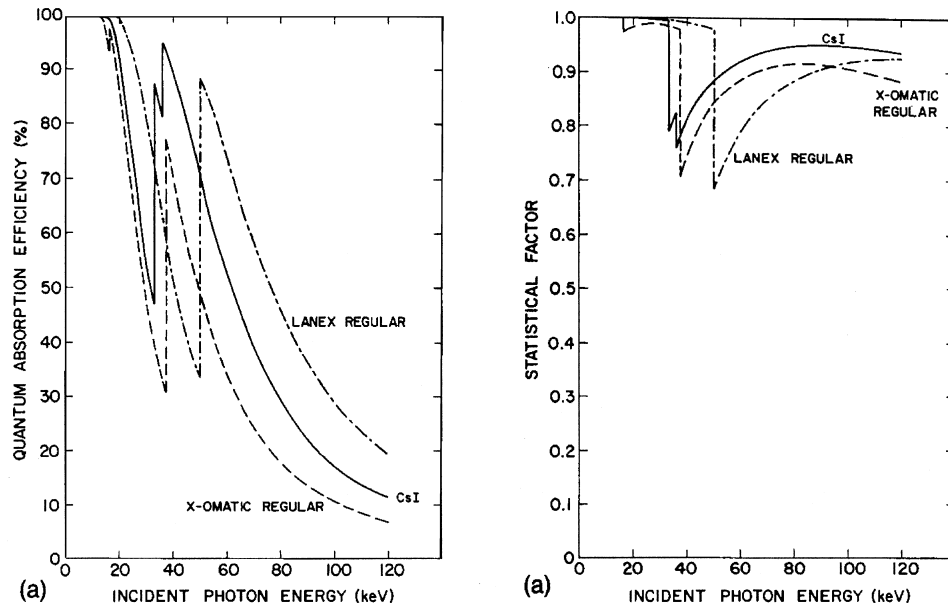 QUANTUM ABSORPTION EFFICIENCY (%)
100
90
80
70
60
50
40
30
20
10
0
0 20 40 60 80 100 120 140
INCIDENT PHOTON ENERGY (keV)
LANEX REGULAR
CsI
X-OMATIC REGULAR
(a)
(a)
STATISTICAL FACTOR
1.0
0.9
0.8
0.7
0.6
0.5
0.4
0.3
0.2
0.1
0
0 20 40 60 80 100 120 140
INCIDENT PHOTON ENERGY (keV)
CsI
X-OMATIC
REGULAR
LANEX REGULAR